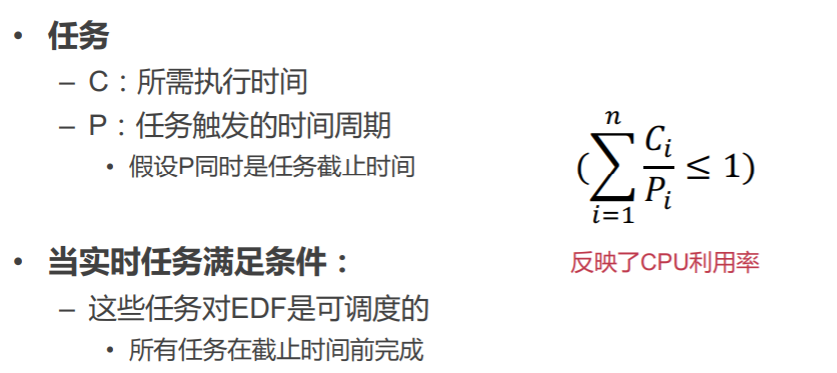 • 任务
– C：所需执行时间
– P：任务触发的时间周期
• 假设P同时是任务截止时间
(∑_{i=1}^{n} C_i/P_i ≤ 1)
反映了CPU利用率
• 当实时任务满足条件：
– 这些任务对EDF是可调度的
• 所有任务在截止时间前完成